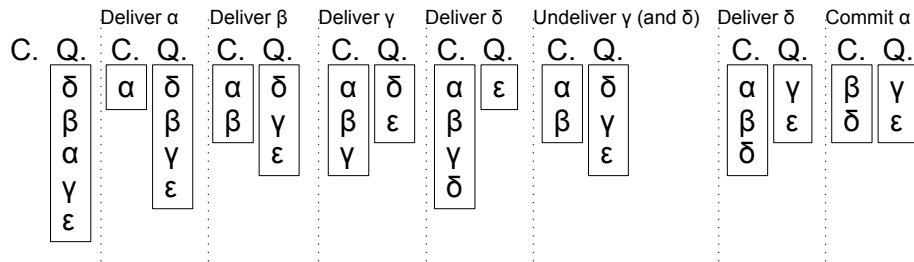 Deliver α Deliver β Deliver γ Deliver δ Undeliver γ (and δ) Deliver δ Commit α
C. Q. C. Q. C. Q. C. Q. C. Q. C. Q. C. Q. C. Q.
δ α δ α δ α δ α ε α δ α γ β γ
β β β γ β ε β β γ β ε δ ε
α γ ε γ γ ε δ
γ ε δ
ε